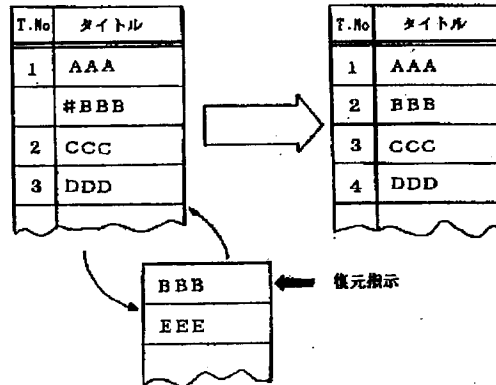 T.No タイトル
1 AAA
#BBB
2 CCC
3 DDD
T.No タイトル
1 AAA
2 BBB
3 CCC
4 DDD
BBB
EEE
復元指示